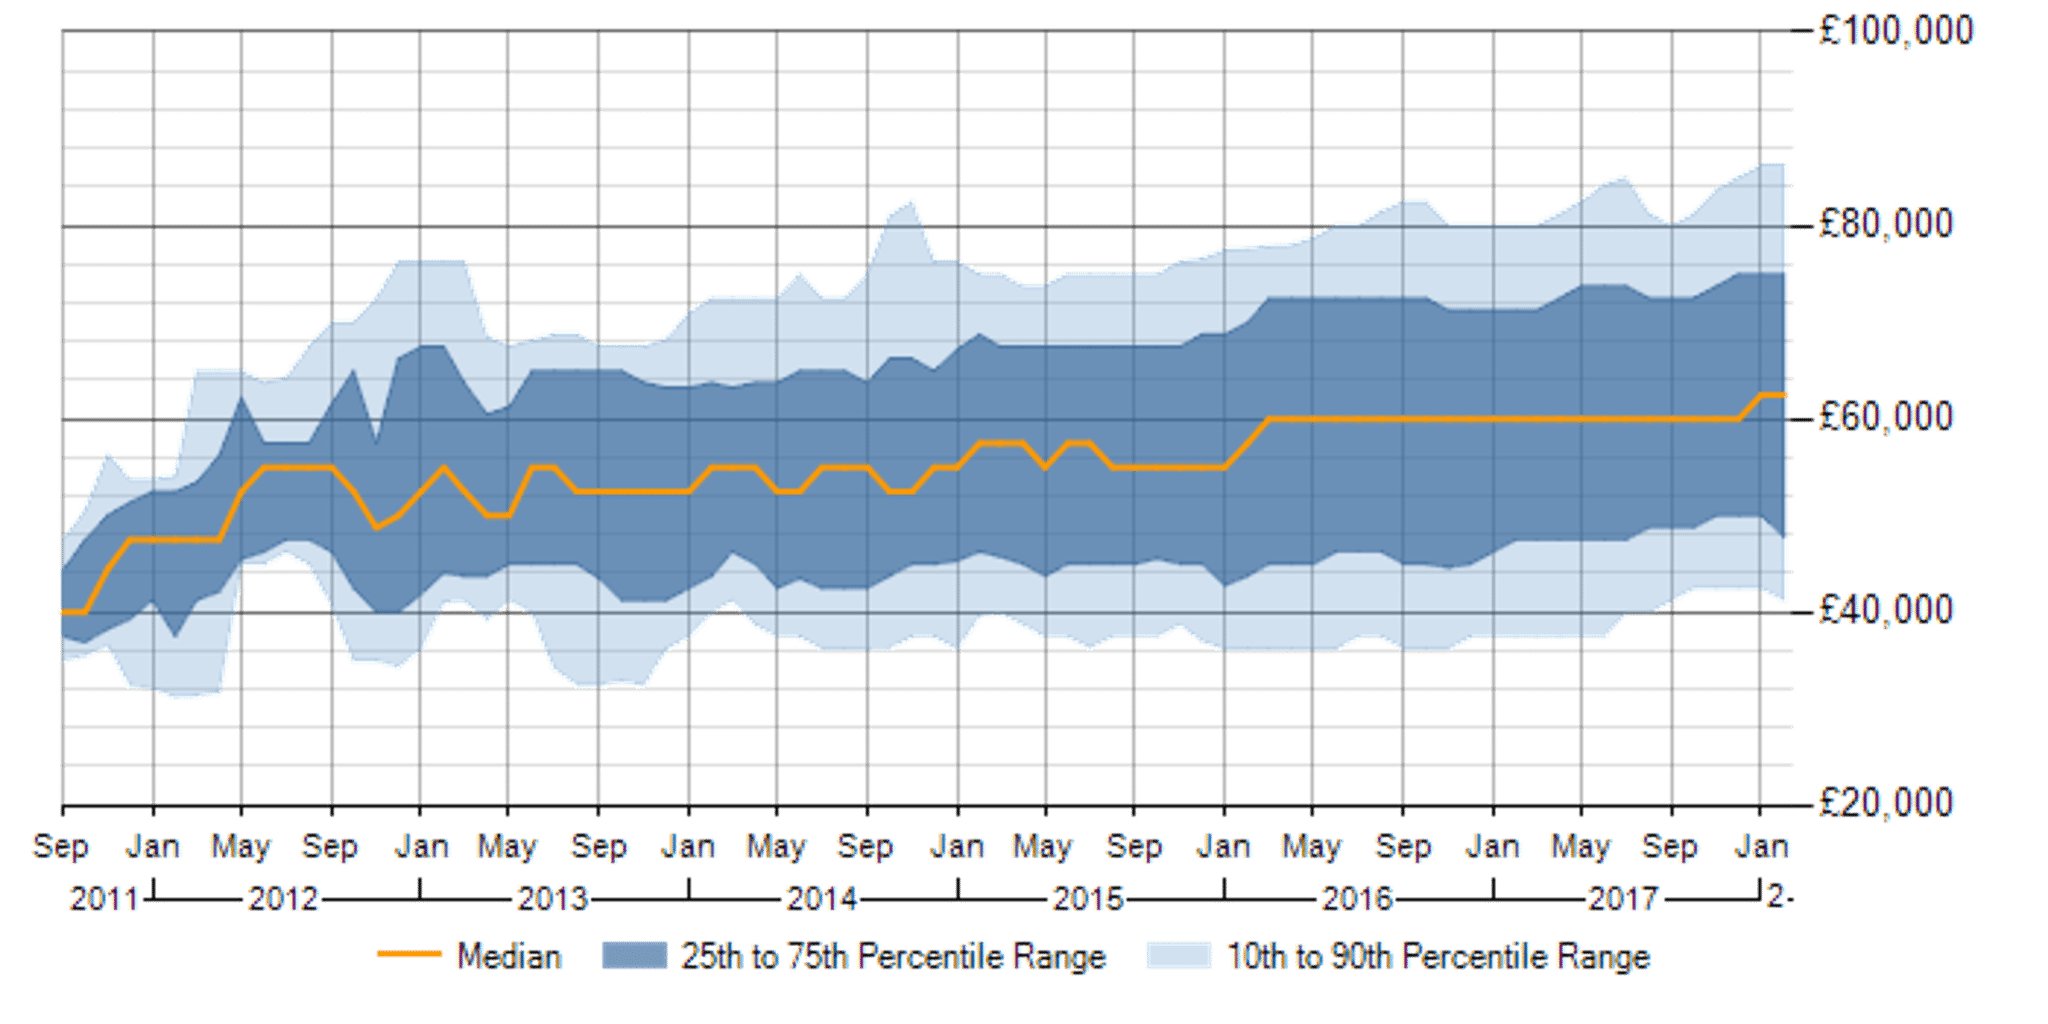 £100,000
£80,000
£60,000
£40,000
£20,000
Sep Jan May Sep Jan May Sep Jan May Sep Jan May Sep Jan May Sep Jan May Sep Jan
2011 2012 2013 2014 2015 2016 2017 2-
Median 25th to 75th Percentile Range 10th to 90th Percentile Range